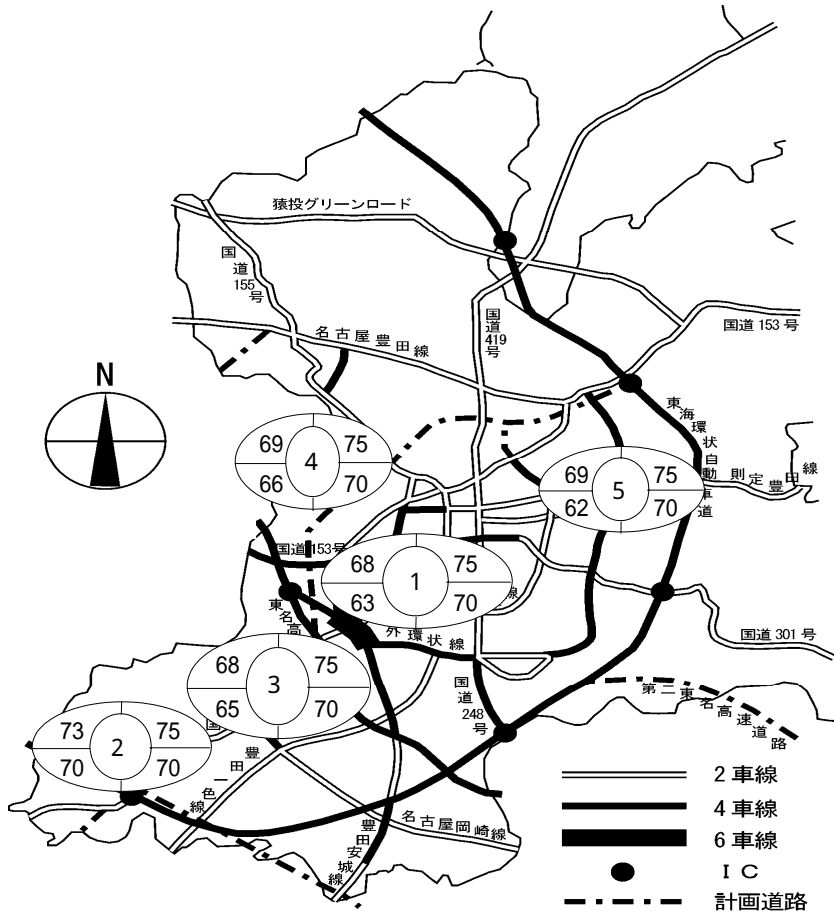 猿投グリーンロード
国道155号
名古屋豊田線
国道419号
国道153号
N
東海環状自動車道
則定豊田線
69 75
4
66 70
69 75
5
62 70
国道153号
68 75
1
63 70
線
東名高
外環状線
国道301号
68 75
3
65 70
国道248号
第二東名高速道路
73 75
2
70 70
国
豊田一色線
豊田安城線
名古屋岡崎線
2車線
4車線
6車線
IC
計画道路